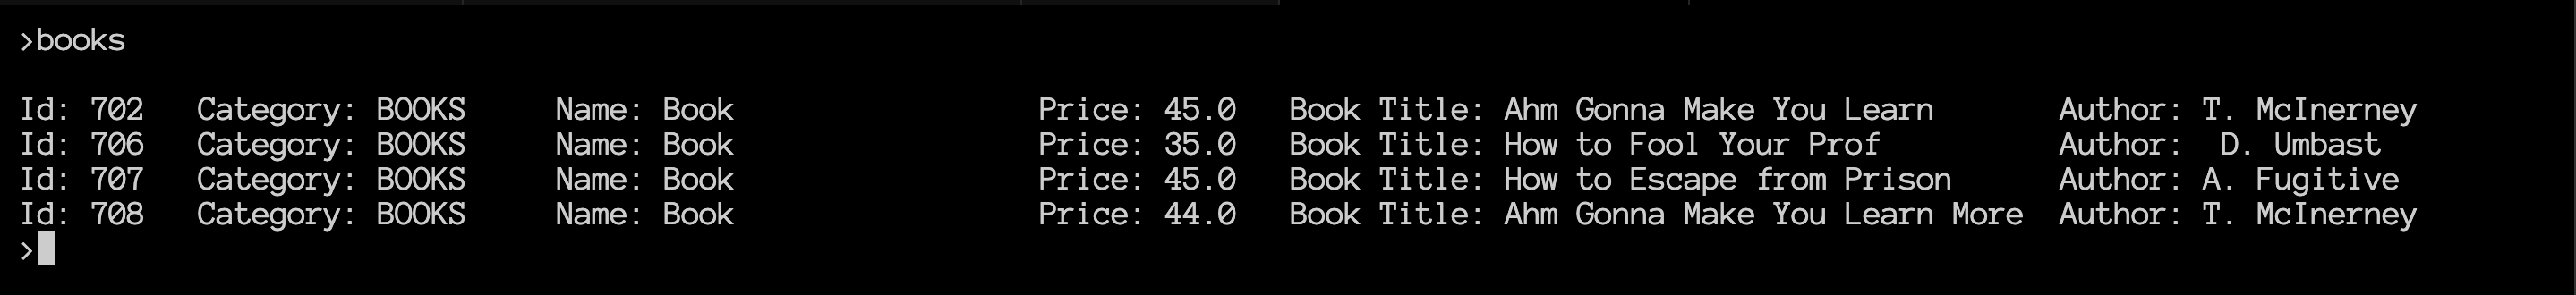 >books
Id: 702   Category: BOOKS     Name: Book                 Price: 45.0   Book Title: Ahm Gonna Make You Learn       Author: T. McInerney
Id: 706   Category: BOOKS     Name: Book                 Price: 35.0   Book Title: How to Fool Your Prof          Author:  D. Umbast
Id: 707   Category: BOOKS     Name: Book                 Price: 45.0   Book Title: How to Escape from Prison      Author: A. Fugitive
Id: 708   Category: BOOKS     Name: Book                 Price: 44.0   Book Title: Ahm Gonna Make You Learn More  Author: T. McInerney
>